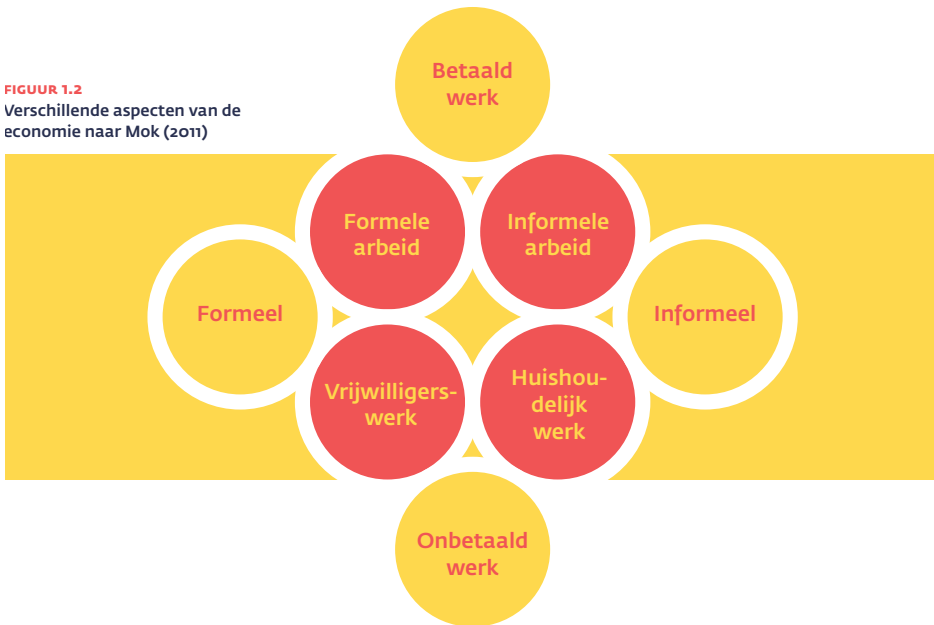 FIGUUR 1.2
Verschillende aspecten van de
economie naar Mok (2011)
Betaald
werk
Formele
arbeid
Informele
arbeid
Formeel
Informeel
Vrijwilligers-
werk
Huishou-
delijk
werk
Onbetaald
werk